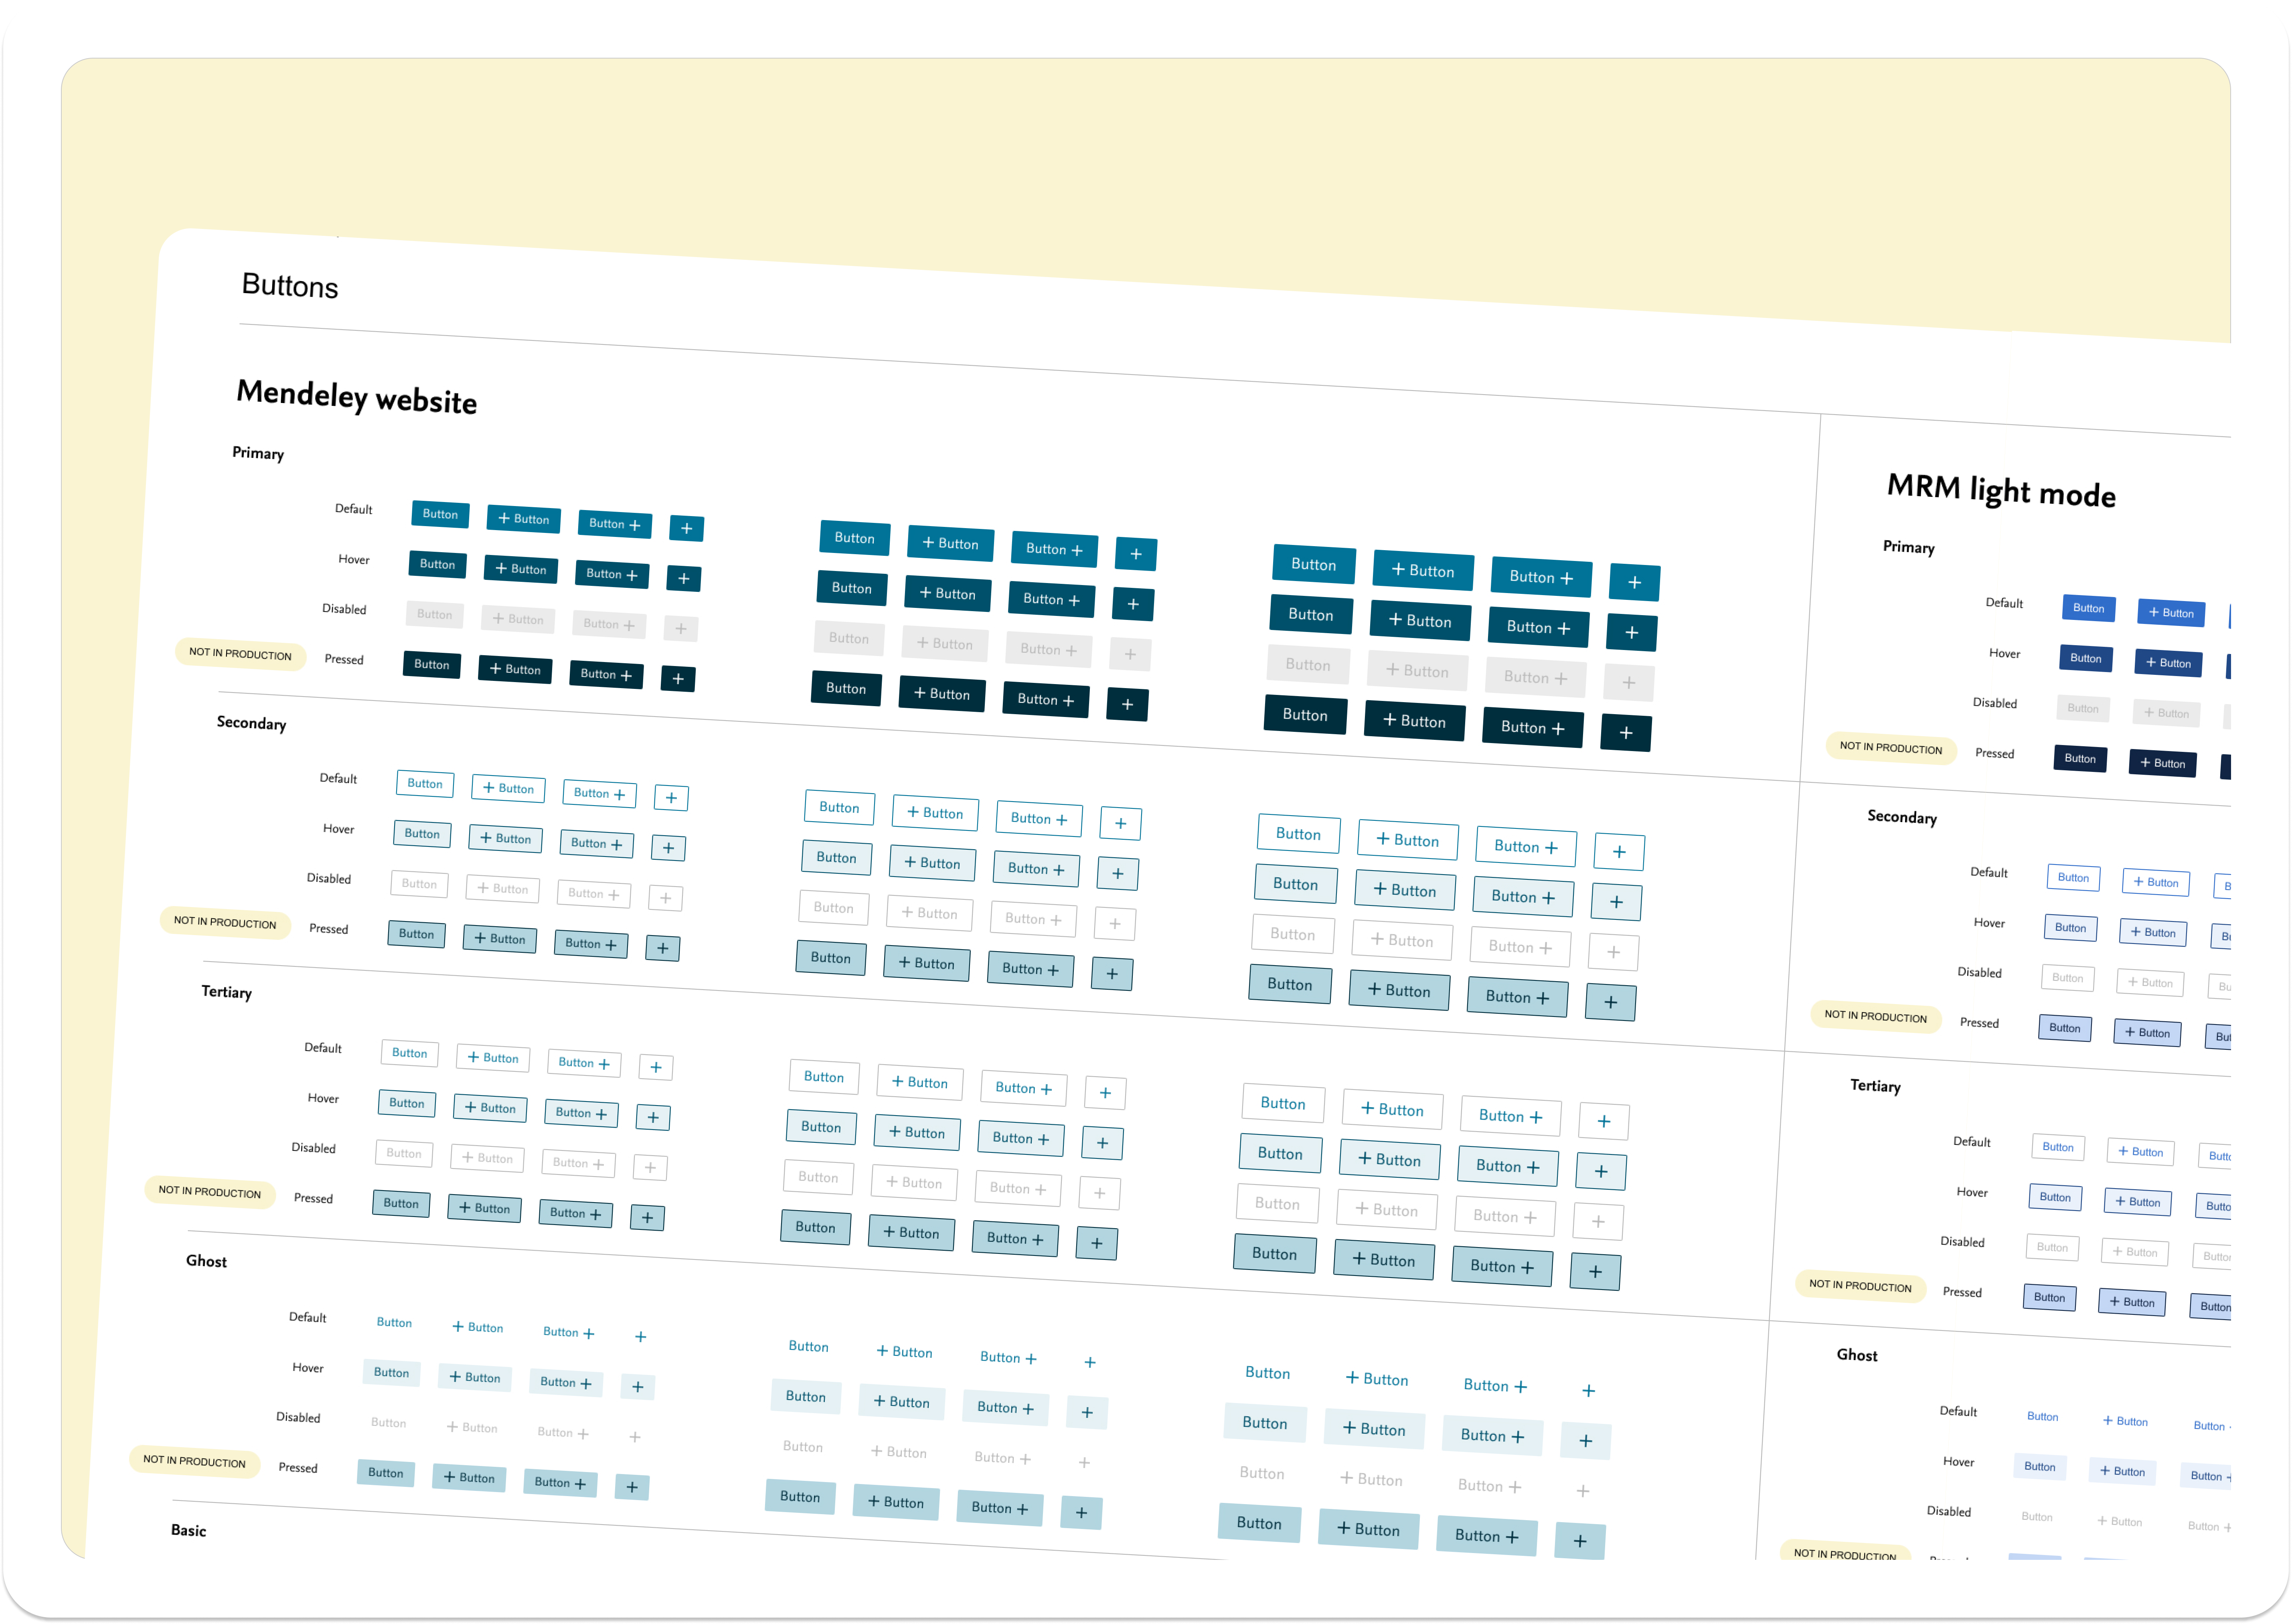 Buttons
Mendeley website
Primary
Default Button + Button Button + + Button + Button Button + + Button + Button Button + +
Hover Button + Button Button + + Button + Button Button + + Button + Button Button + +
Disabled Button + Button Button + + Button + Button Button + + Button + Button Button + +
NOT IN PRODUCTION Pressed Button + Button Button + + Button + Button Button + + Button + Button Button + +
Secondary
Default Button + Button Button + + Button + Button Button + + Button + Button Button + +
Hover Button + Button Button + + Button + Button Button + + Button + Button Button + +
Disabled Button + Button Button + + Button + Button Button + + Button + Button Button + +
NOT IN PRODUCTION Pressed Button + Button Button + + Button + Button Button + + Button + Button Button + +
Tertiary
Default Button + Button Button + + Button + Button Button + + Button + Button Button + +
Hover Button + Button Button + + Button + Button Button + + Button + Button Button + +
Disabled Button + Button Button + + Button + Button Button + + Button + Button Button + +
NOT IN PRODUCTION Pressed Button + Button Button + + Button + Button Button + + Button + Button Button + +
Ghost
Default Button + Button Button + + Button + Button Button + + Button + Button Button + +
Hover Button + Button Button + + Button + Button Button + + Button + Button Button + +
Disabled Button + Button Button + + Button + Button Button + + Button + Button Button + +
NOT IN PRODUCTION Pressed Button + Button Button + + Button + Button Button + + Button + Button Button + +
Basic
MRM light mode
Primary
Default Button + Button
Hover Button + Button
Disabled Button + Button
NOT IN PRODUCTION Pressed Button + Button
Secondary
Default Button + Button
Hover Button + Button
Disabled Button + Button
NOT IN PRODUCTION Pressed Button + Button
Tertiary
Default Button + Button
Hover Button + Button
Disabled Button + Button
NOT IN PRODUCTION Pressed Button + Button Button
Ghost
Default Button + Button Button
Hover Button + Button Button +
Disabled Button + Button Button +
NOT IN PRODUCTION